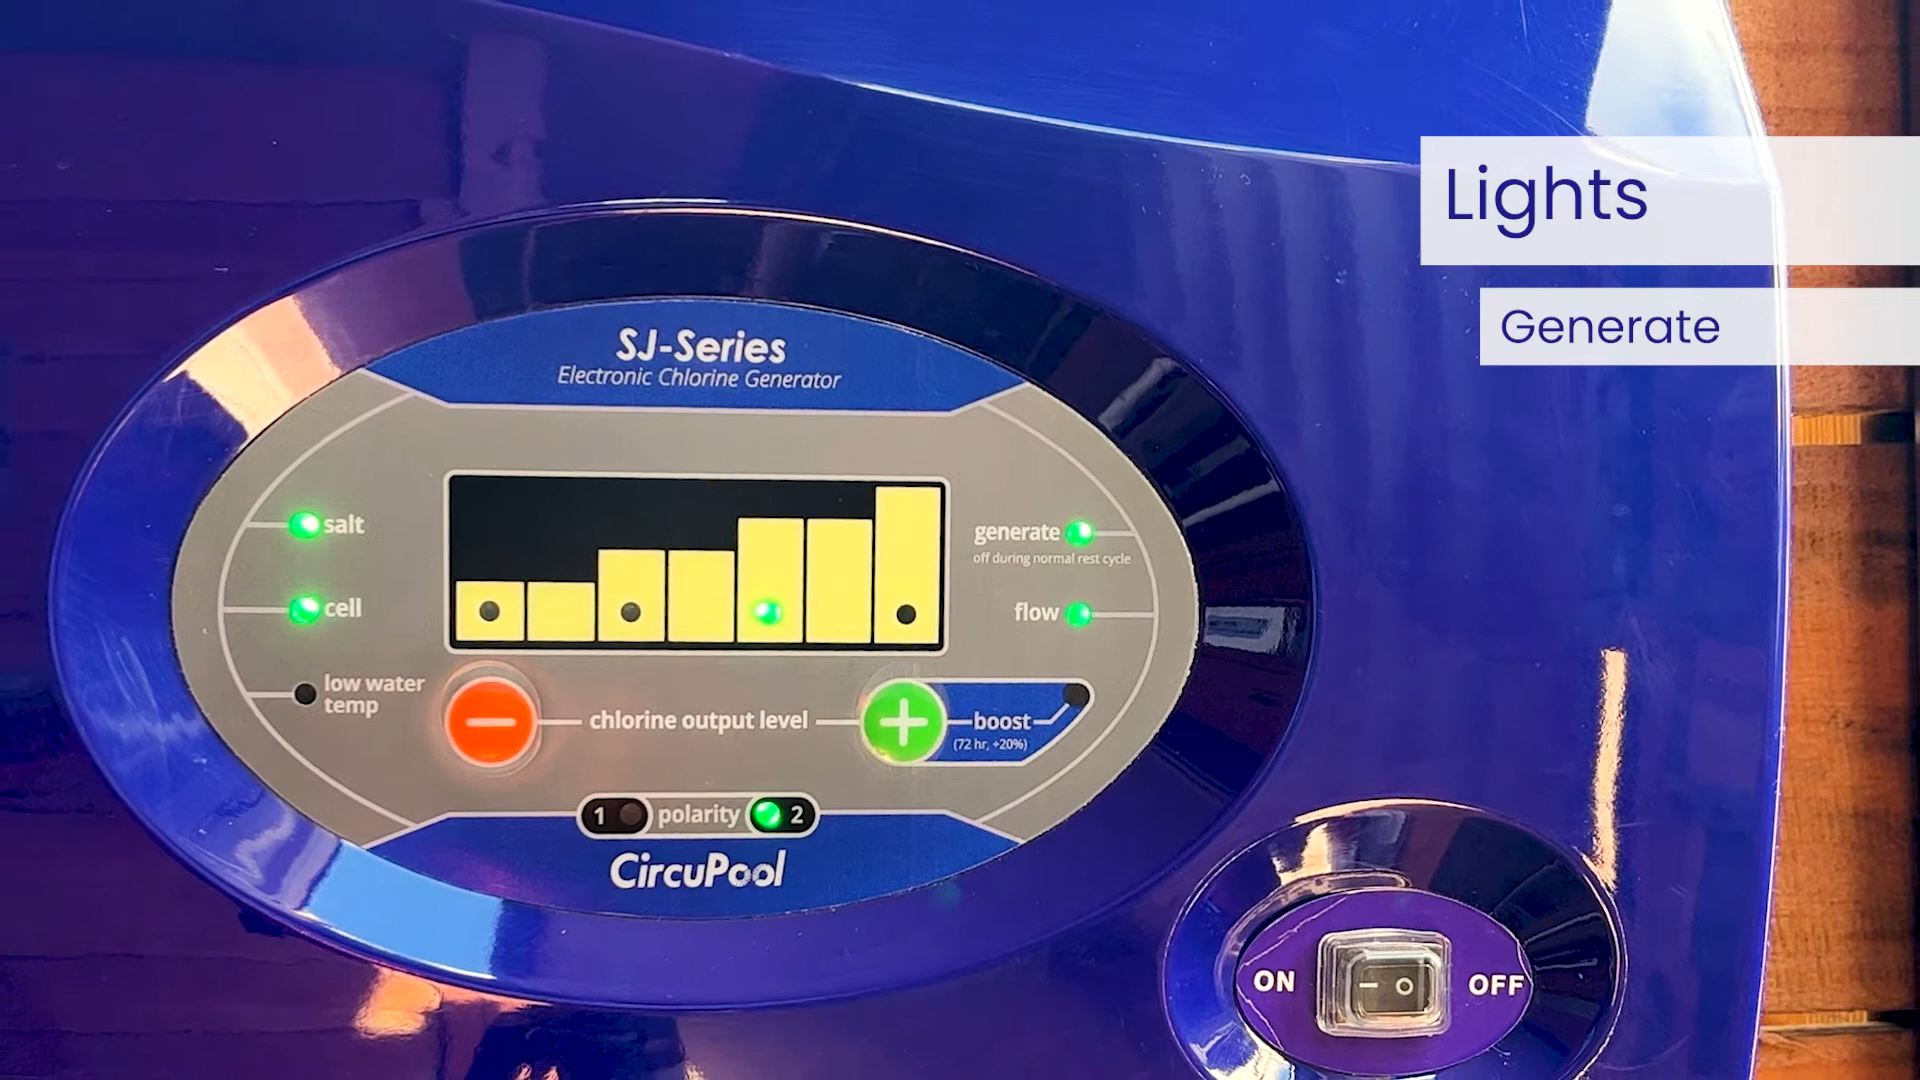 Lights
Generate
SJ-Series
Electronic Chlorine Generator
salt
cell
low water
temp
generate
off during normal rest cycle
flow
chlorine output level
boost
(72 hr, +20%)
1 polarity 2
CircuPool
ON OFF